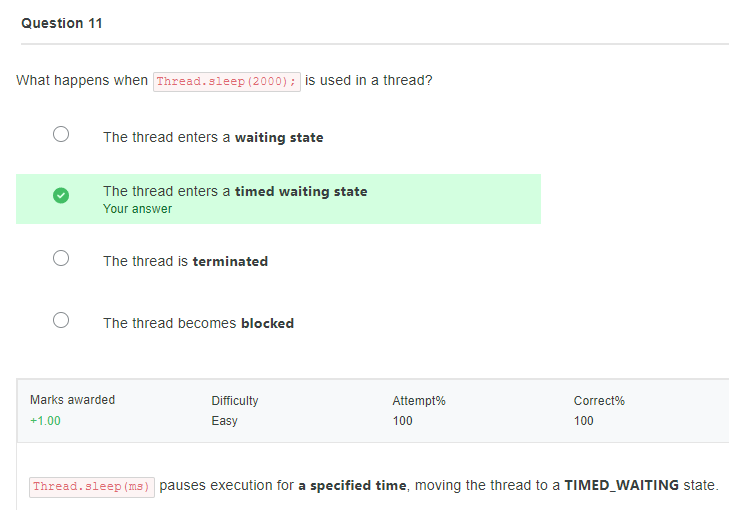 Question 11
What happens when Thread.sleep(2000); is used in a thread?
The thread enters a waiting state
The thread enters a timed waiting state
Your answer
The thread is terminated
The thread becomes blocked
Marks awarded Difficulty Attempt% Correct%
+1.00 Easy 100 100
Thread.sleep(ms) pauses execution for a specified time, moving the thread to a TIMED_WAITING state.